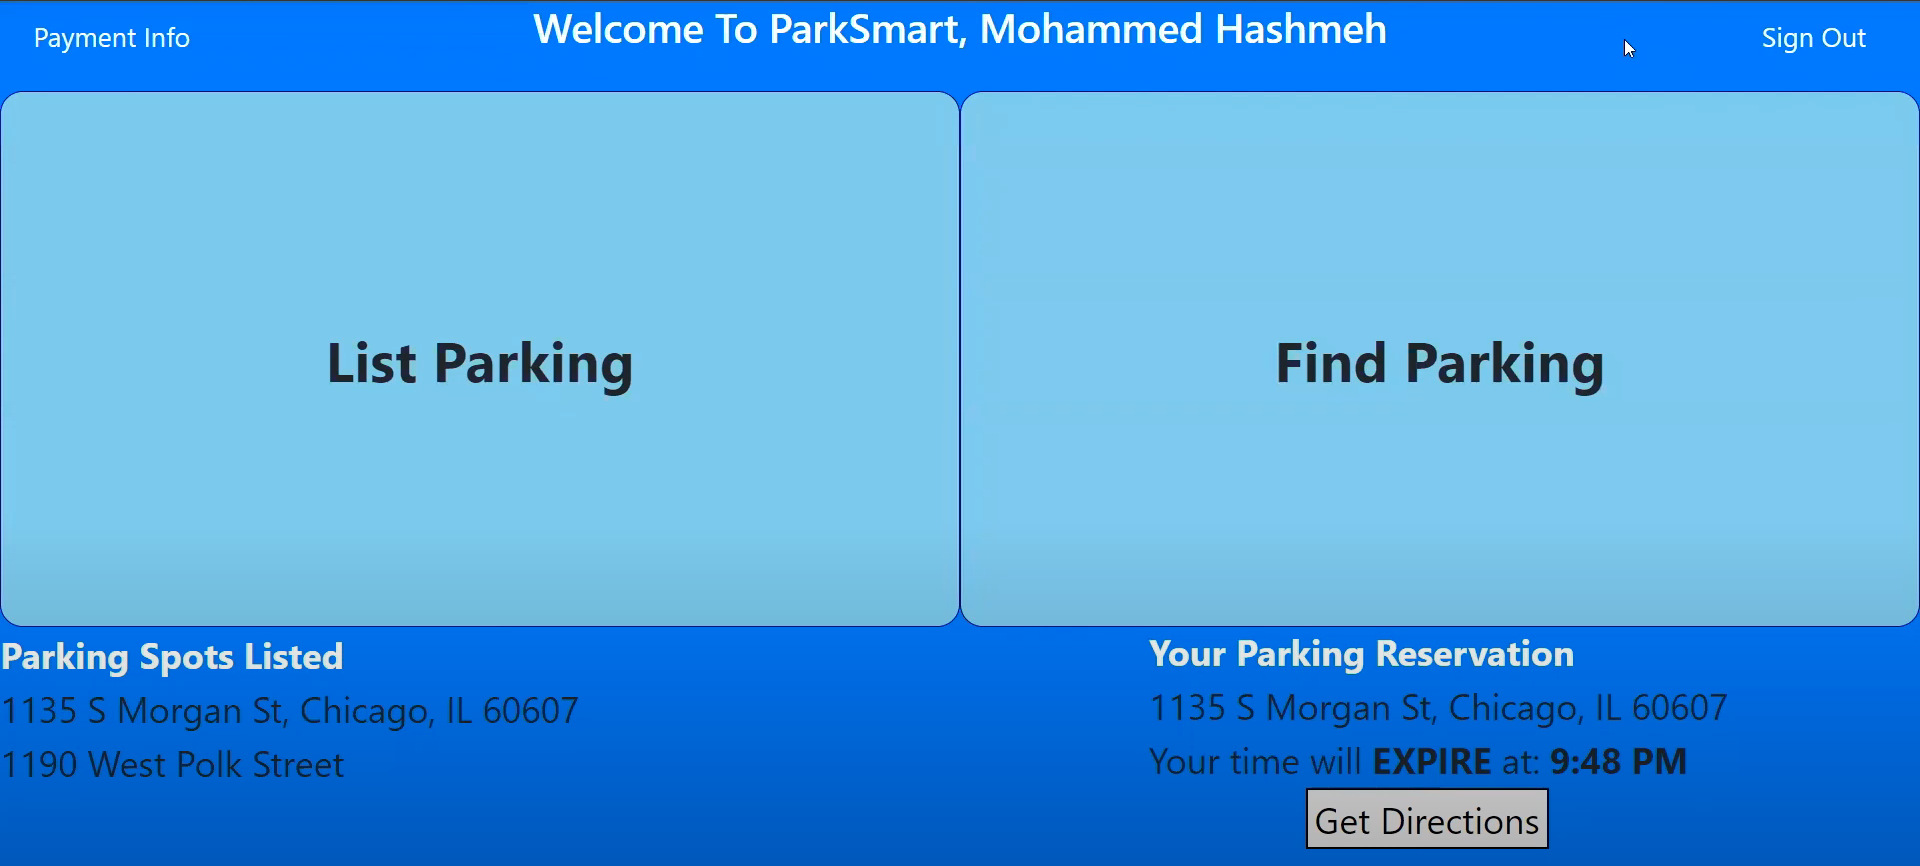 Payment Info
Welcome To ParkSmart, Mohammed Hashmeh
Sign Out
List Parking
Find Parking
Parking Spots Listed
1135 S Morgan St, Chicago, IL 60607
1190 West Polk Street
Your Parking Reservation
1135 S Morgan St, Chicago, IL 60607
Your time will EXPIRE at: 9:48 PM
Get Directions